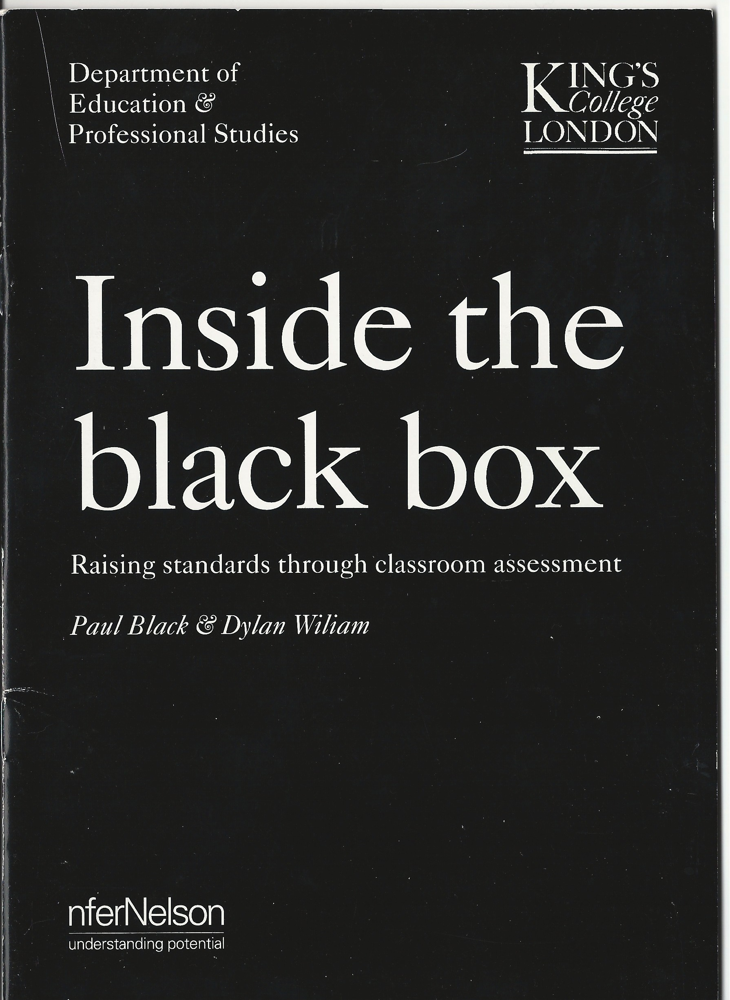 Department of
Education &
Professional Studies
KING'S
College
LONDON
Inside the
black box
Raising standards through classroom assessment
Paul Black & Dylan Wiliam
nferNelson
understanding potential